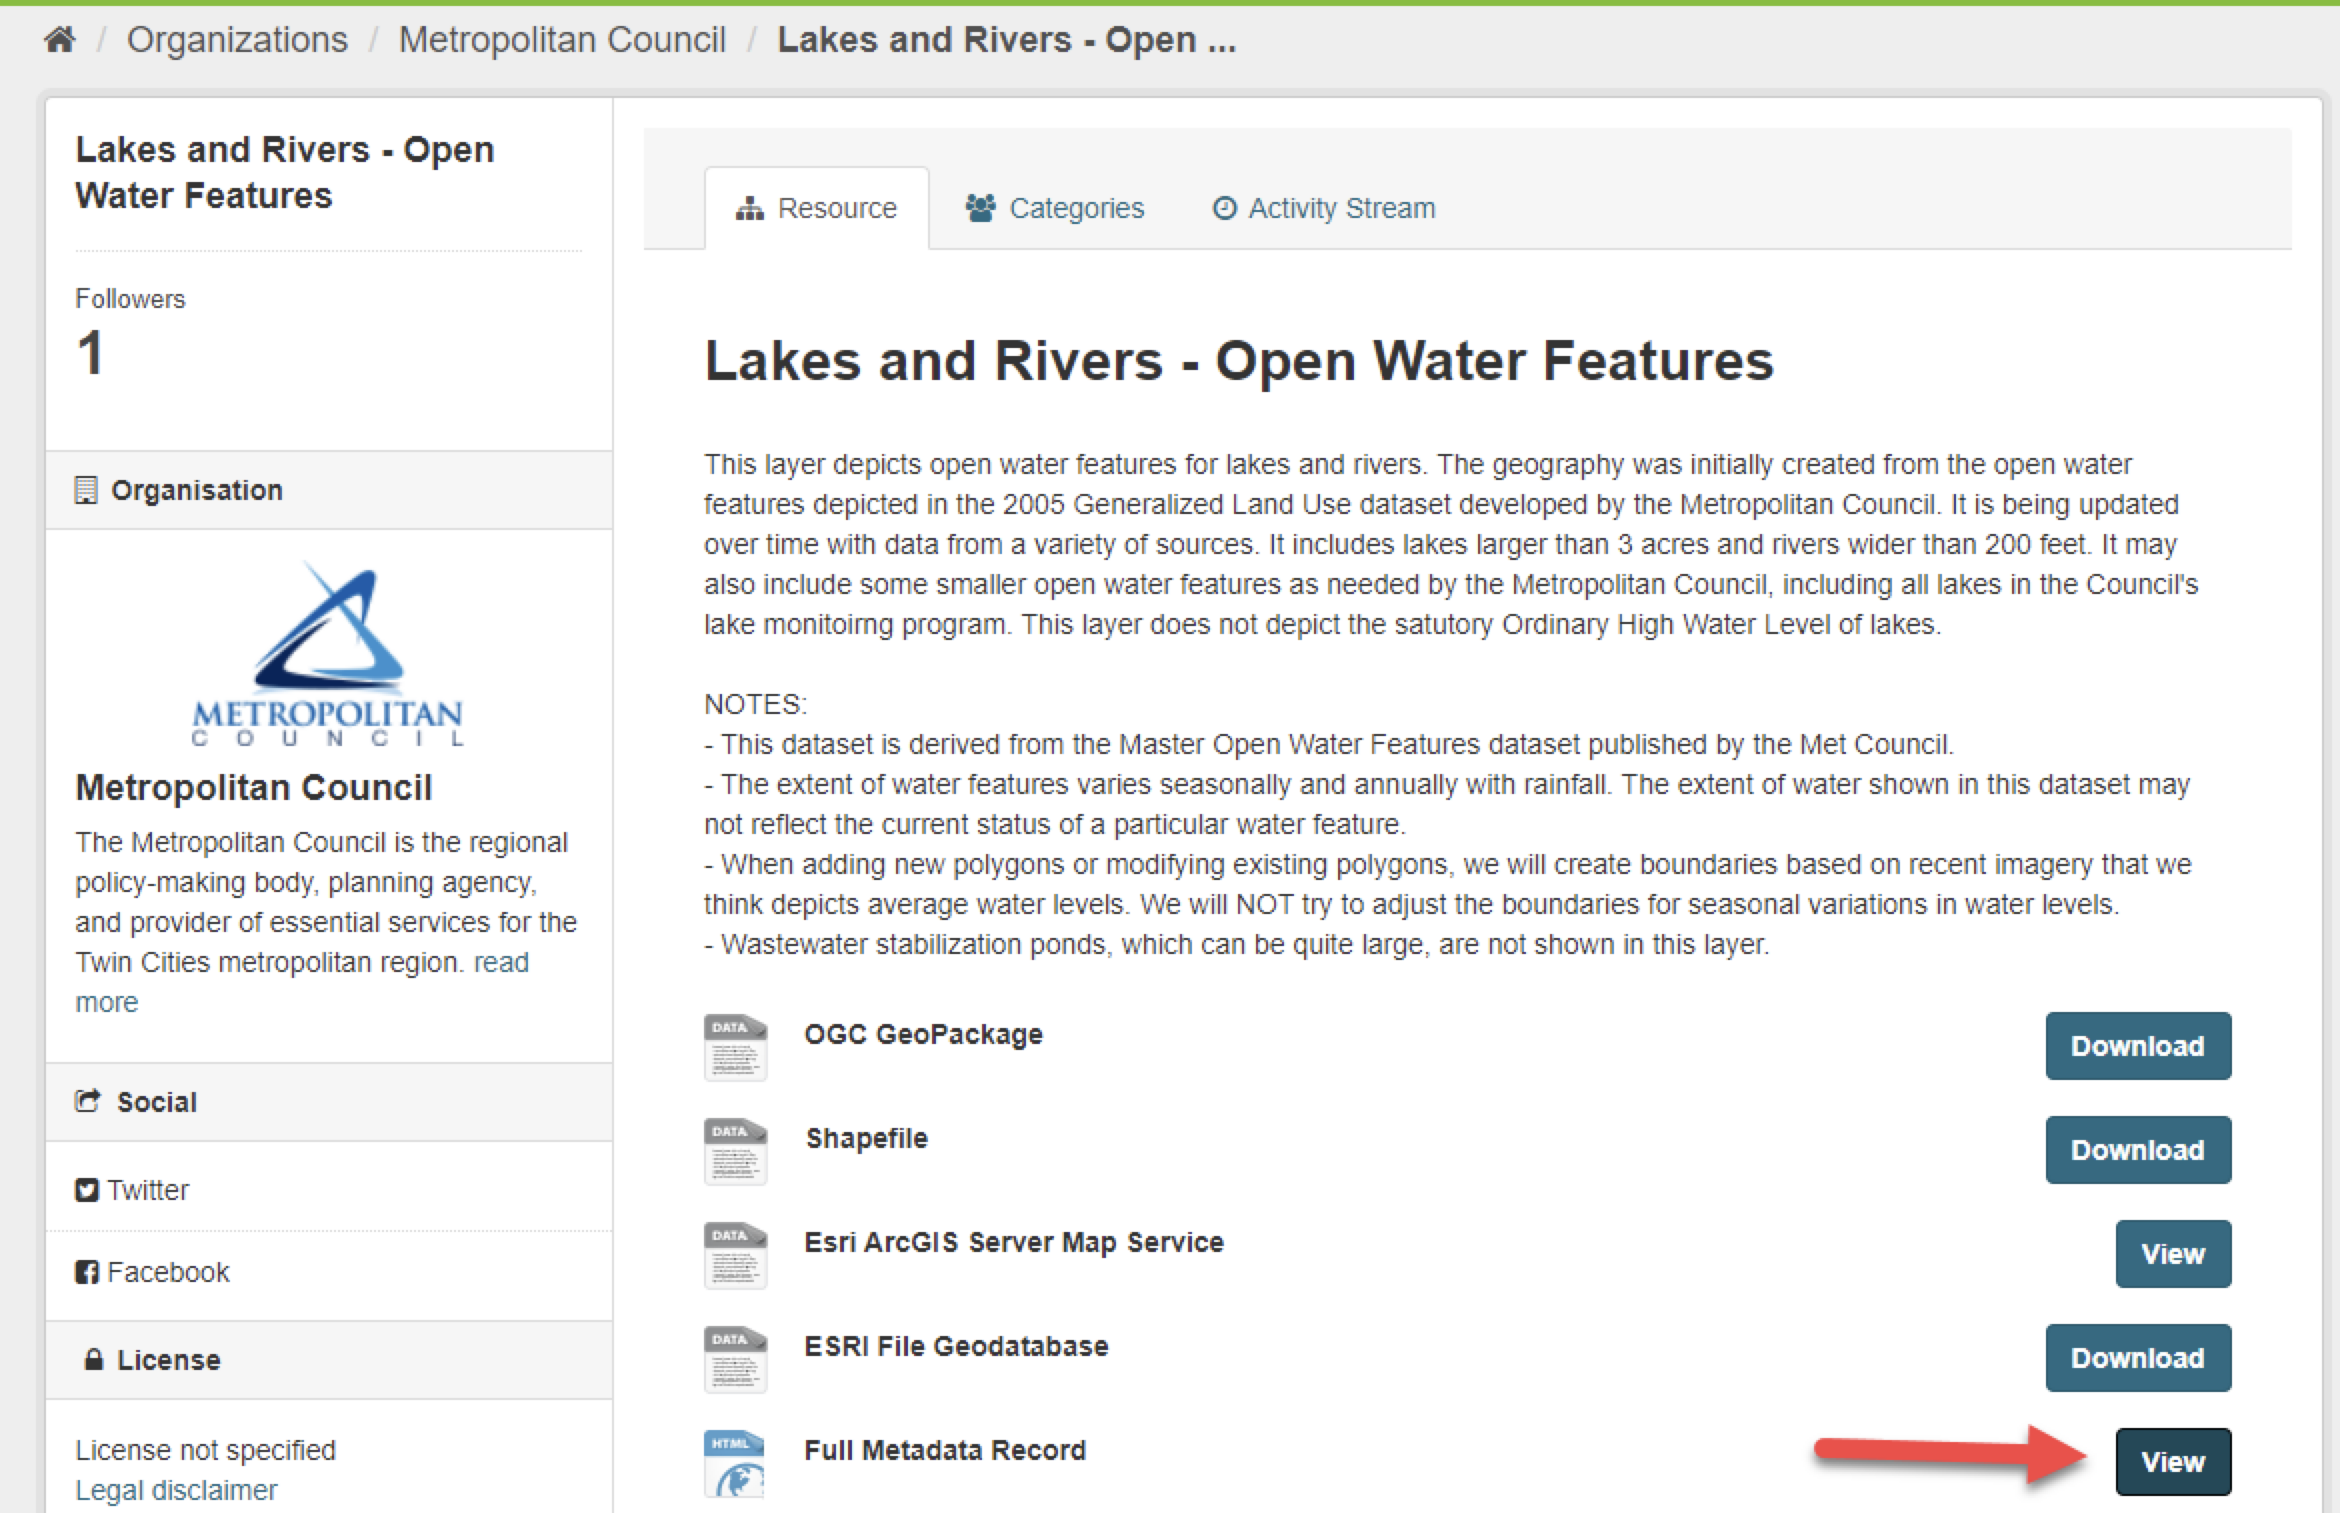 / Organizations / Metropolitan Council / Lakes and Rivers - Open ...
Lakes and Rivers - Open
Water Features
Followers
1
Organisation
METROPOLITAN
COUNCIL
Metropolitan Council
The Metropolitan Council is the regional
policy-making body, planning agency,
and provider of essential services for the
Twin Cities metropolitan region. read
more
Social
Twitter
Facebook
License
License not specified
Legal disclaimer
Resource
Categories
Activity Stream
Lakes and Rivers - Open Water Features
This layer depicts open water features for lakes and rivers. The geography was initially created from the open water
features depicted in the 2005 Generalized Land Use dataset developed by the Metropolitan Council. It is being updated
over time with data from a variety of sources. It includes lakes larger than 3 acres and rivers wider than 200 feet. It may
also include some smaller open water features as needed by the Metropolitan Council, including all lakes in the Council's
lake monitoirng program. This layer does not depict the satutory Ordinary High Water Level of lakes.
NOTES:
- This dataset is derived from the Master Open Water Features dataset published by the Met Council.
- The extent of water features varies seasonally and annually with rainfall. The extent of water shown in this dataset may
not reflect the current status of a particular water feature.
- When adding new polygons or modifying existing polygons, we will create boundaries based on recent imagery that we
think depicts average water levels. We will NOT try to adjust the boundaries for seasonal variations in water levels.
- Wastewater stabilization ponds, which can be quite large, are not shown in this layer.
DATA OGC GeoPackage Download
DATA Shapefile Download
DATA Esri ArcGIS Server Map Service View
DATA ESRI File Geodatabase Download
HTML Full Metadata Record View